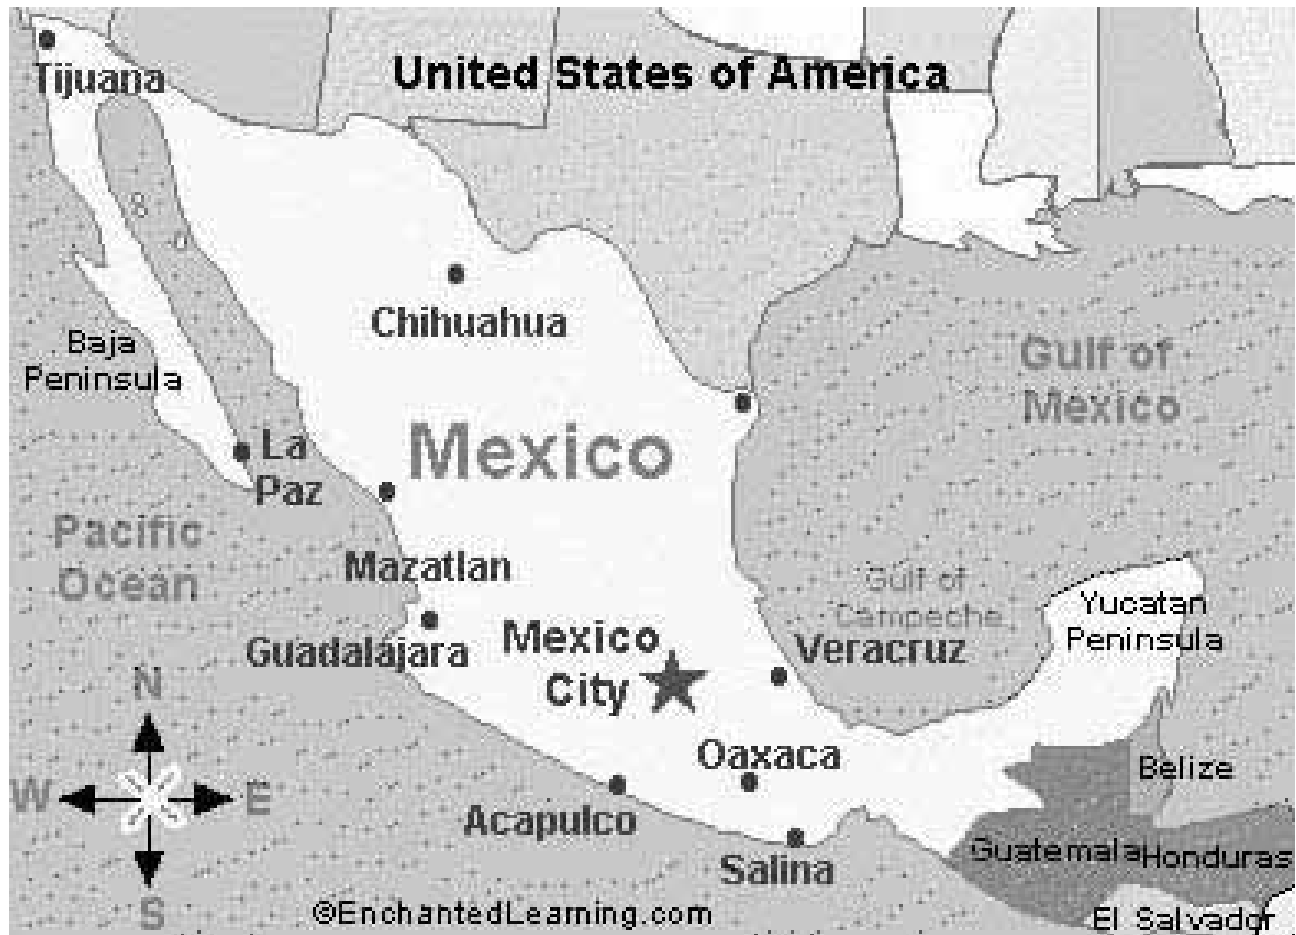 United States of America
Tijuana
Chihuahua
Baja
Peninsula
Gulf of
Mexico
Mexico
La
Paz
Pacific
Ocean
Mazatlan
Gulf of
Campeche
Yucatan
Peninsula
Guadalajara
Mexico
City
Veracruz
N
Oaxaca
W
E
Belize
Acapulco
Salina
Guatemala
Honduras
S
©EnchantedLearning.com
El Salvador